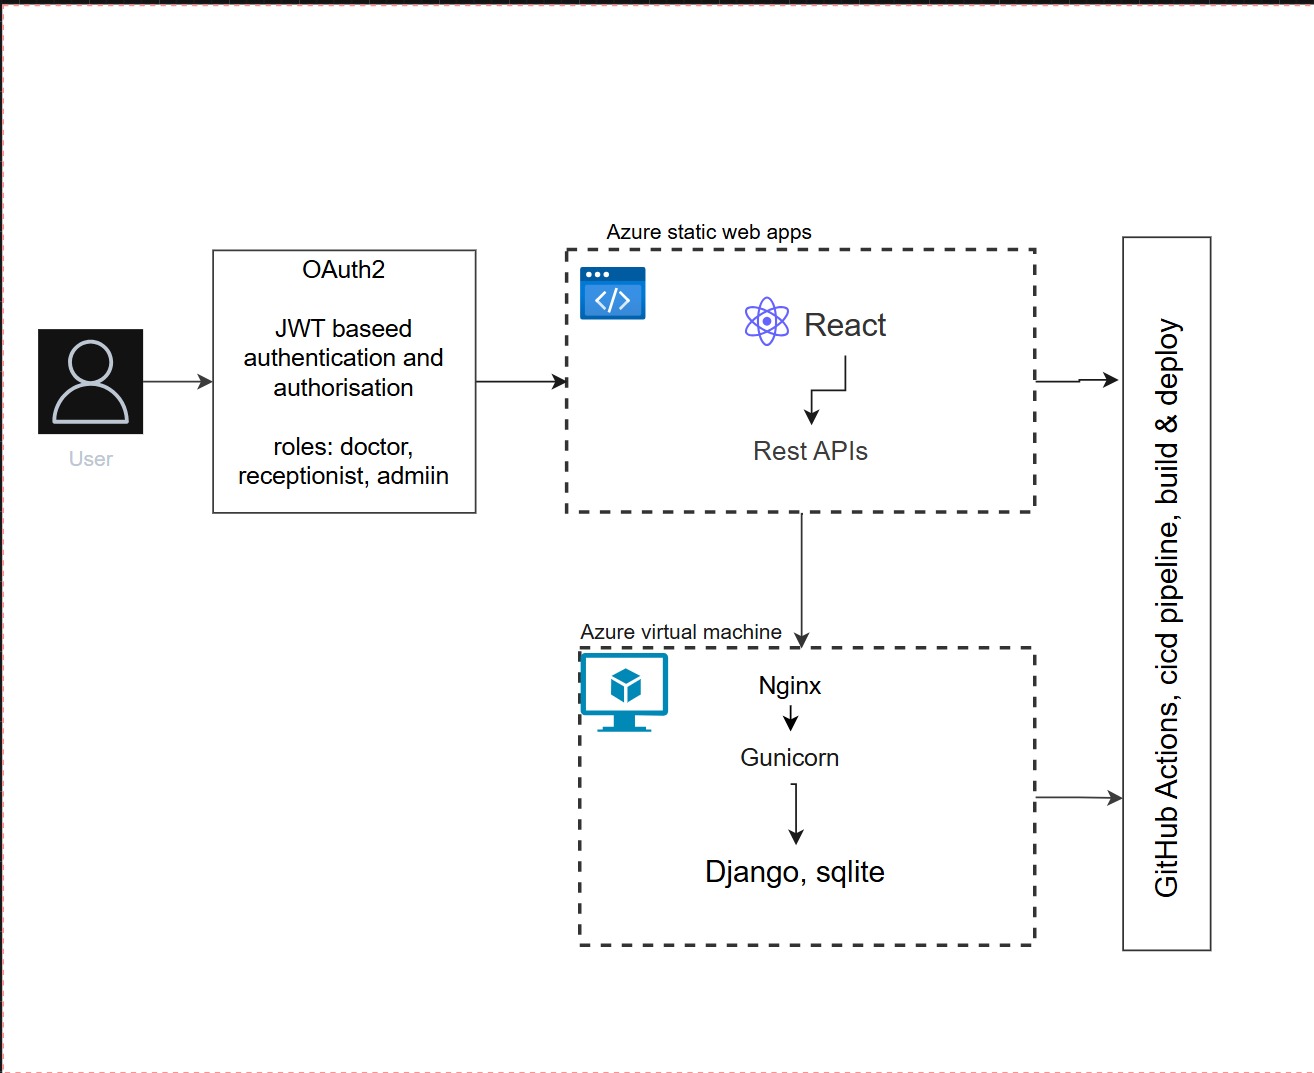 Azure static web apps
OAuth2
JWT baseed
authentication and
authorisation
roles: doctor,
receptionist, admiin
User
</>
React
Rest APIs
Azure virtual machine
Nginx
Gunicorn
Django, sqlite
GitHub Actions, cicd pipeline, build & deploy